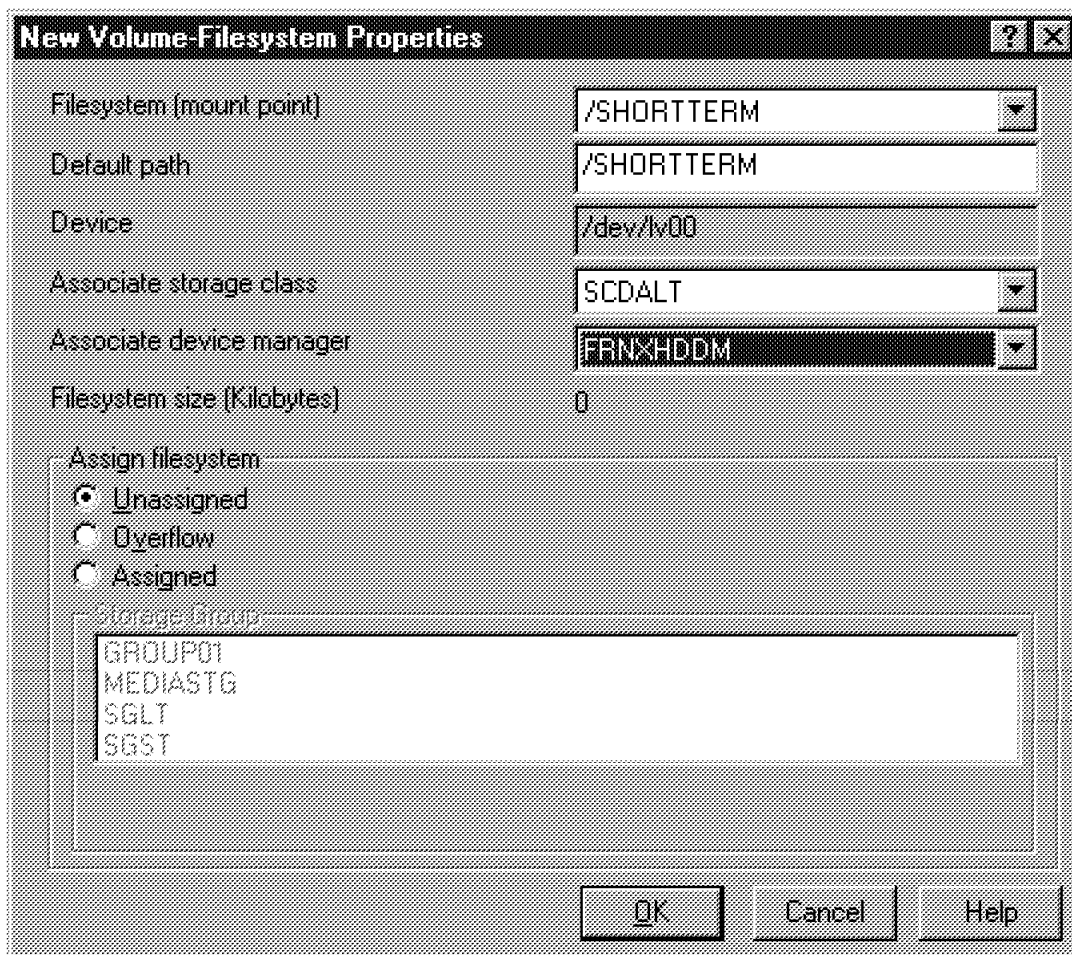 New Volume-Filesystem Properties
Filesystem (mount point) /SHORTTERM
Default path /SHORTTERM
Device /dev/lv00
Associate storage class SCDALT
Associate device manager FRNXHDDM
Filesystem size (Kilobytes) 0
Assign filesystem
Unassigned
Overflow
Assigned
Storage Group
GROUP01
MEDIASTG
SGLT
SGST
OK Cancel Help